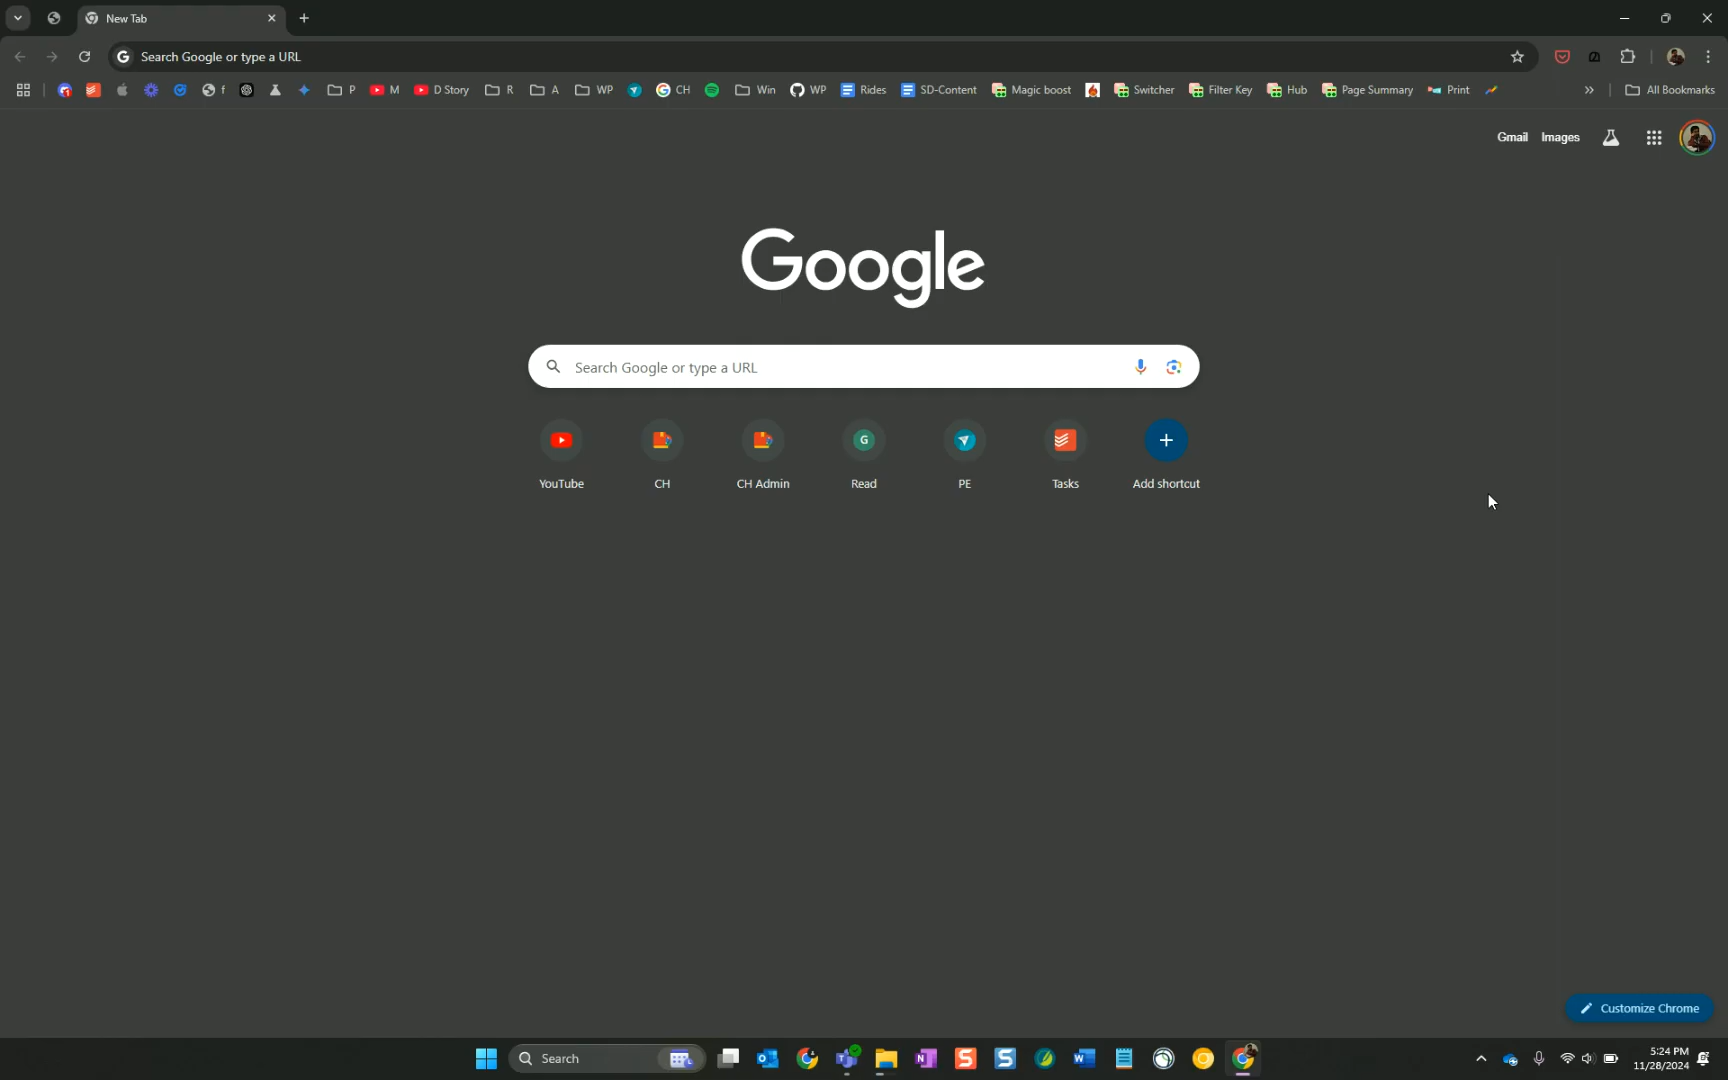 New Tab
Search Google or type a URL
f P M D Story R A WP CH Win WP Rides SD-Content Magic boost Switcher Filter Key Hub Page Summary Print » All Bookmarks
Gmail Images
Google
Search Google or type a URL
G
YouTube CH CH Admin Read PE Tasks Add shortcut
Customize Chrome
Search
5:24 PM
11/28/2024